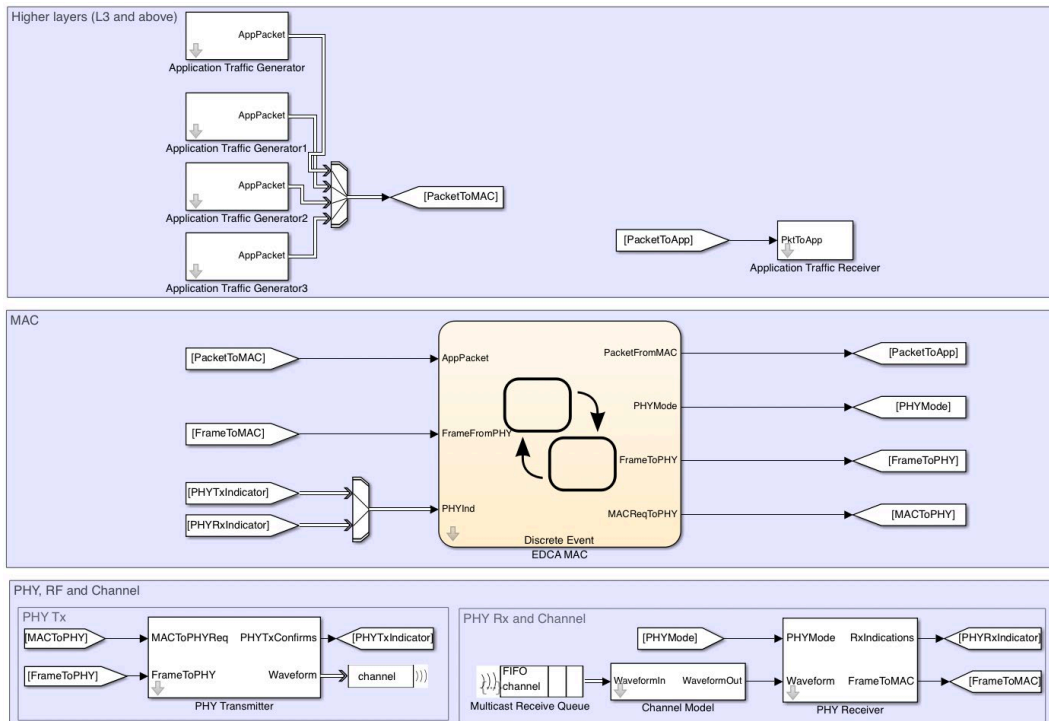 Higher layers (L3 and above)
AppPacket
Application Traffic Generator
AppPacket
Application Traffic Generator1
AppPacket
Application Traffic Generator2
AppPacket
Application Traffic Generator3
[PacketToMAC]
[PacketToApp]
PktToApp
Application Traffic Receiver
MAC
[PacketToMAC]
[FrameToMAC]
[PHYTxIndicator]
[PHYRxIndicator]
AppPacket
FrameFromPHY
PHYInd
PacketFromMAC
PHYMode
FrameToPHY
MACReqToPHY
Discrete Event
EDCA MAC
[PacketToApp]
[PHYMode]
[FrameToPHY]
[MACToPHY]
PHY, RF and Channel
PHY Tx
[MACToPHY]
[FrameToPHY]
MACToPHYReq
PHYTxConfirms
FrameToPHY
Waveform
PHY Transmitter
[PHYTxIndicator]
channel
PHY Rx and Channel
[PHYMode]
FIFO
channel
Multicast Receive Queue
WaveformIn
WaveformOut
Channel Model
PHYMode
RxIndications
Waveform
FrameToMAC
PHY Receiver
[PHYRxIndicator]
[FrameToMAC]